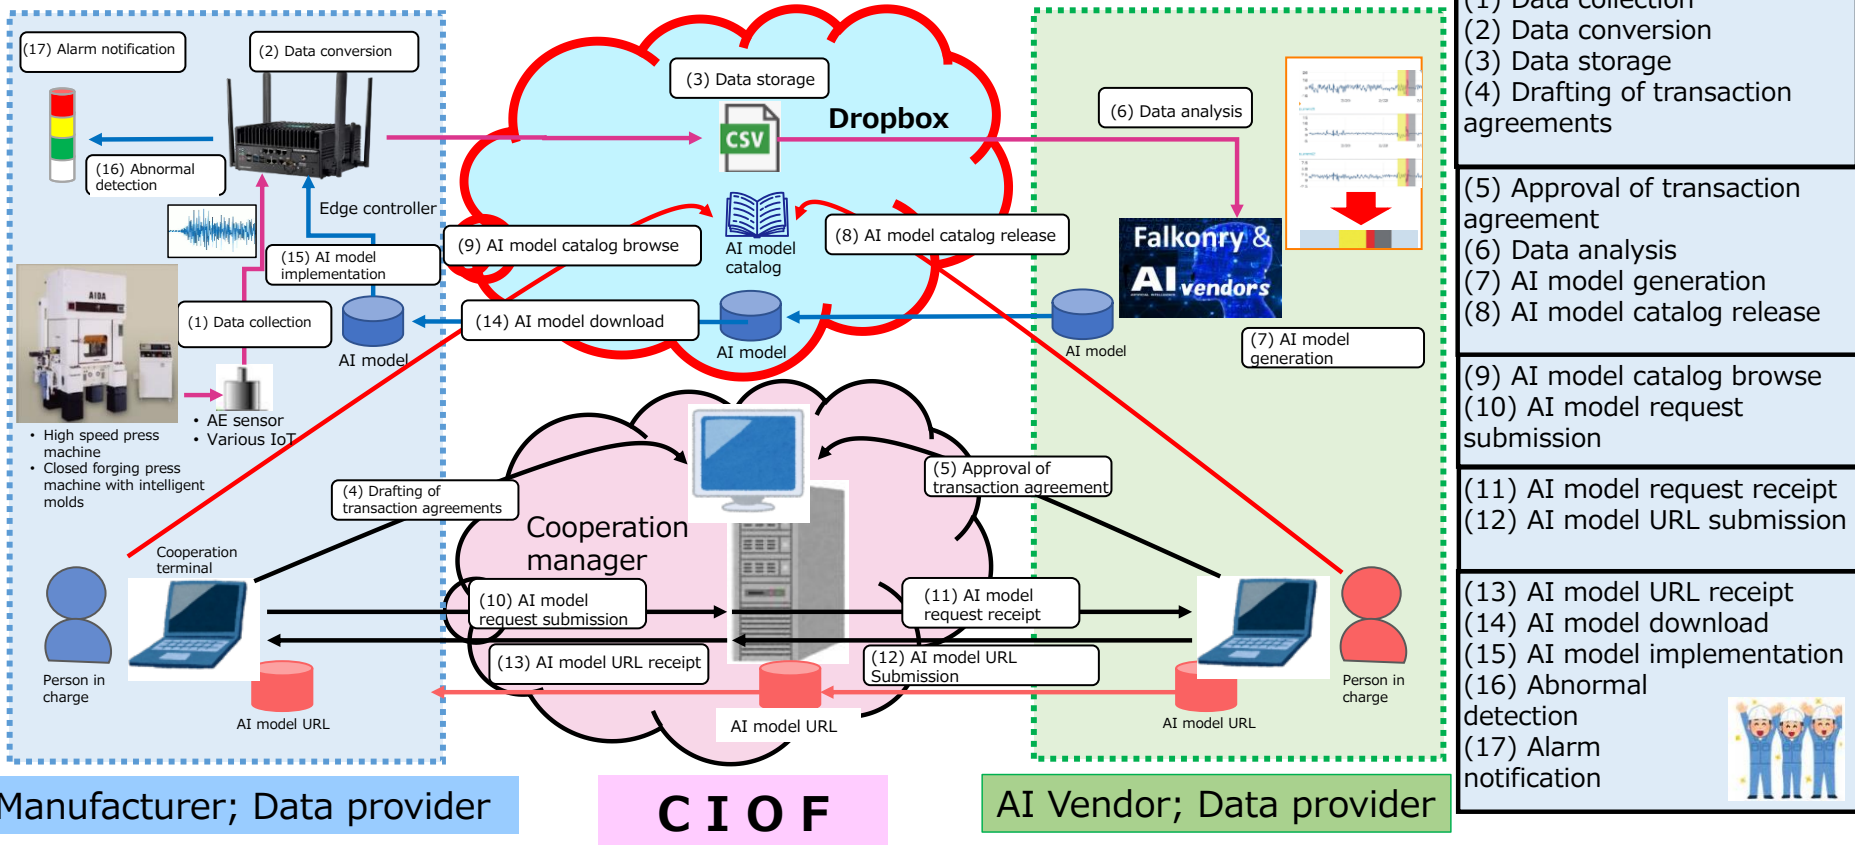 (17) Alarm notification
(2) Data conversion
(16) Abnormal
detection
Edge controller
(15) AI model
implementation
AIDA
(1) Data collection
AI model
• AE sensor
• Various IoT
• High speed press
machine
• Closed forging press
machine with intelligent
molds
(3) Data storage
Dropbox
CSV
(9) AI model catalog browse
AI model
catalog
(8) AI model catalog release
(14) AI model download
AI model
(6) Data analysis
Falkonry &
AI vendors
AI model
(7) AI model
generation
(4) Drafting of
transaction agreements
(5) Approval of
transaction agreement
Cooperation
manager
Cooperation
terminal
(10) AI model
request submission
(11) AI model
request receipt
(13) AI model URL receipt
(12) AI model URL
Submission
Person in
charge
AI model URL
AI model URL
AI model URL
Person in
charge
Manufacturer; Data provider
C I O F
AI Vendor; Data provider
(1) Data collection
(2) Data conversion
(3) Data storage
(4) Drafting of transaction
agreements
(5) Approval of transaction
agreement
(6) Data analysis
(7) AI model generation
(8) AI model catalog release
(9) AI model catalog browse
(10) AI model request
submission
(11) AI model request receipt
(12) AI model URL submission
(13) AI model URL receipt
(14) AI model download
(15) AI model implementation
(16) Abnormal
detection
(17) Alarm
notification